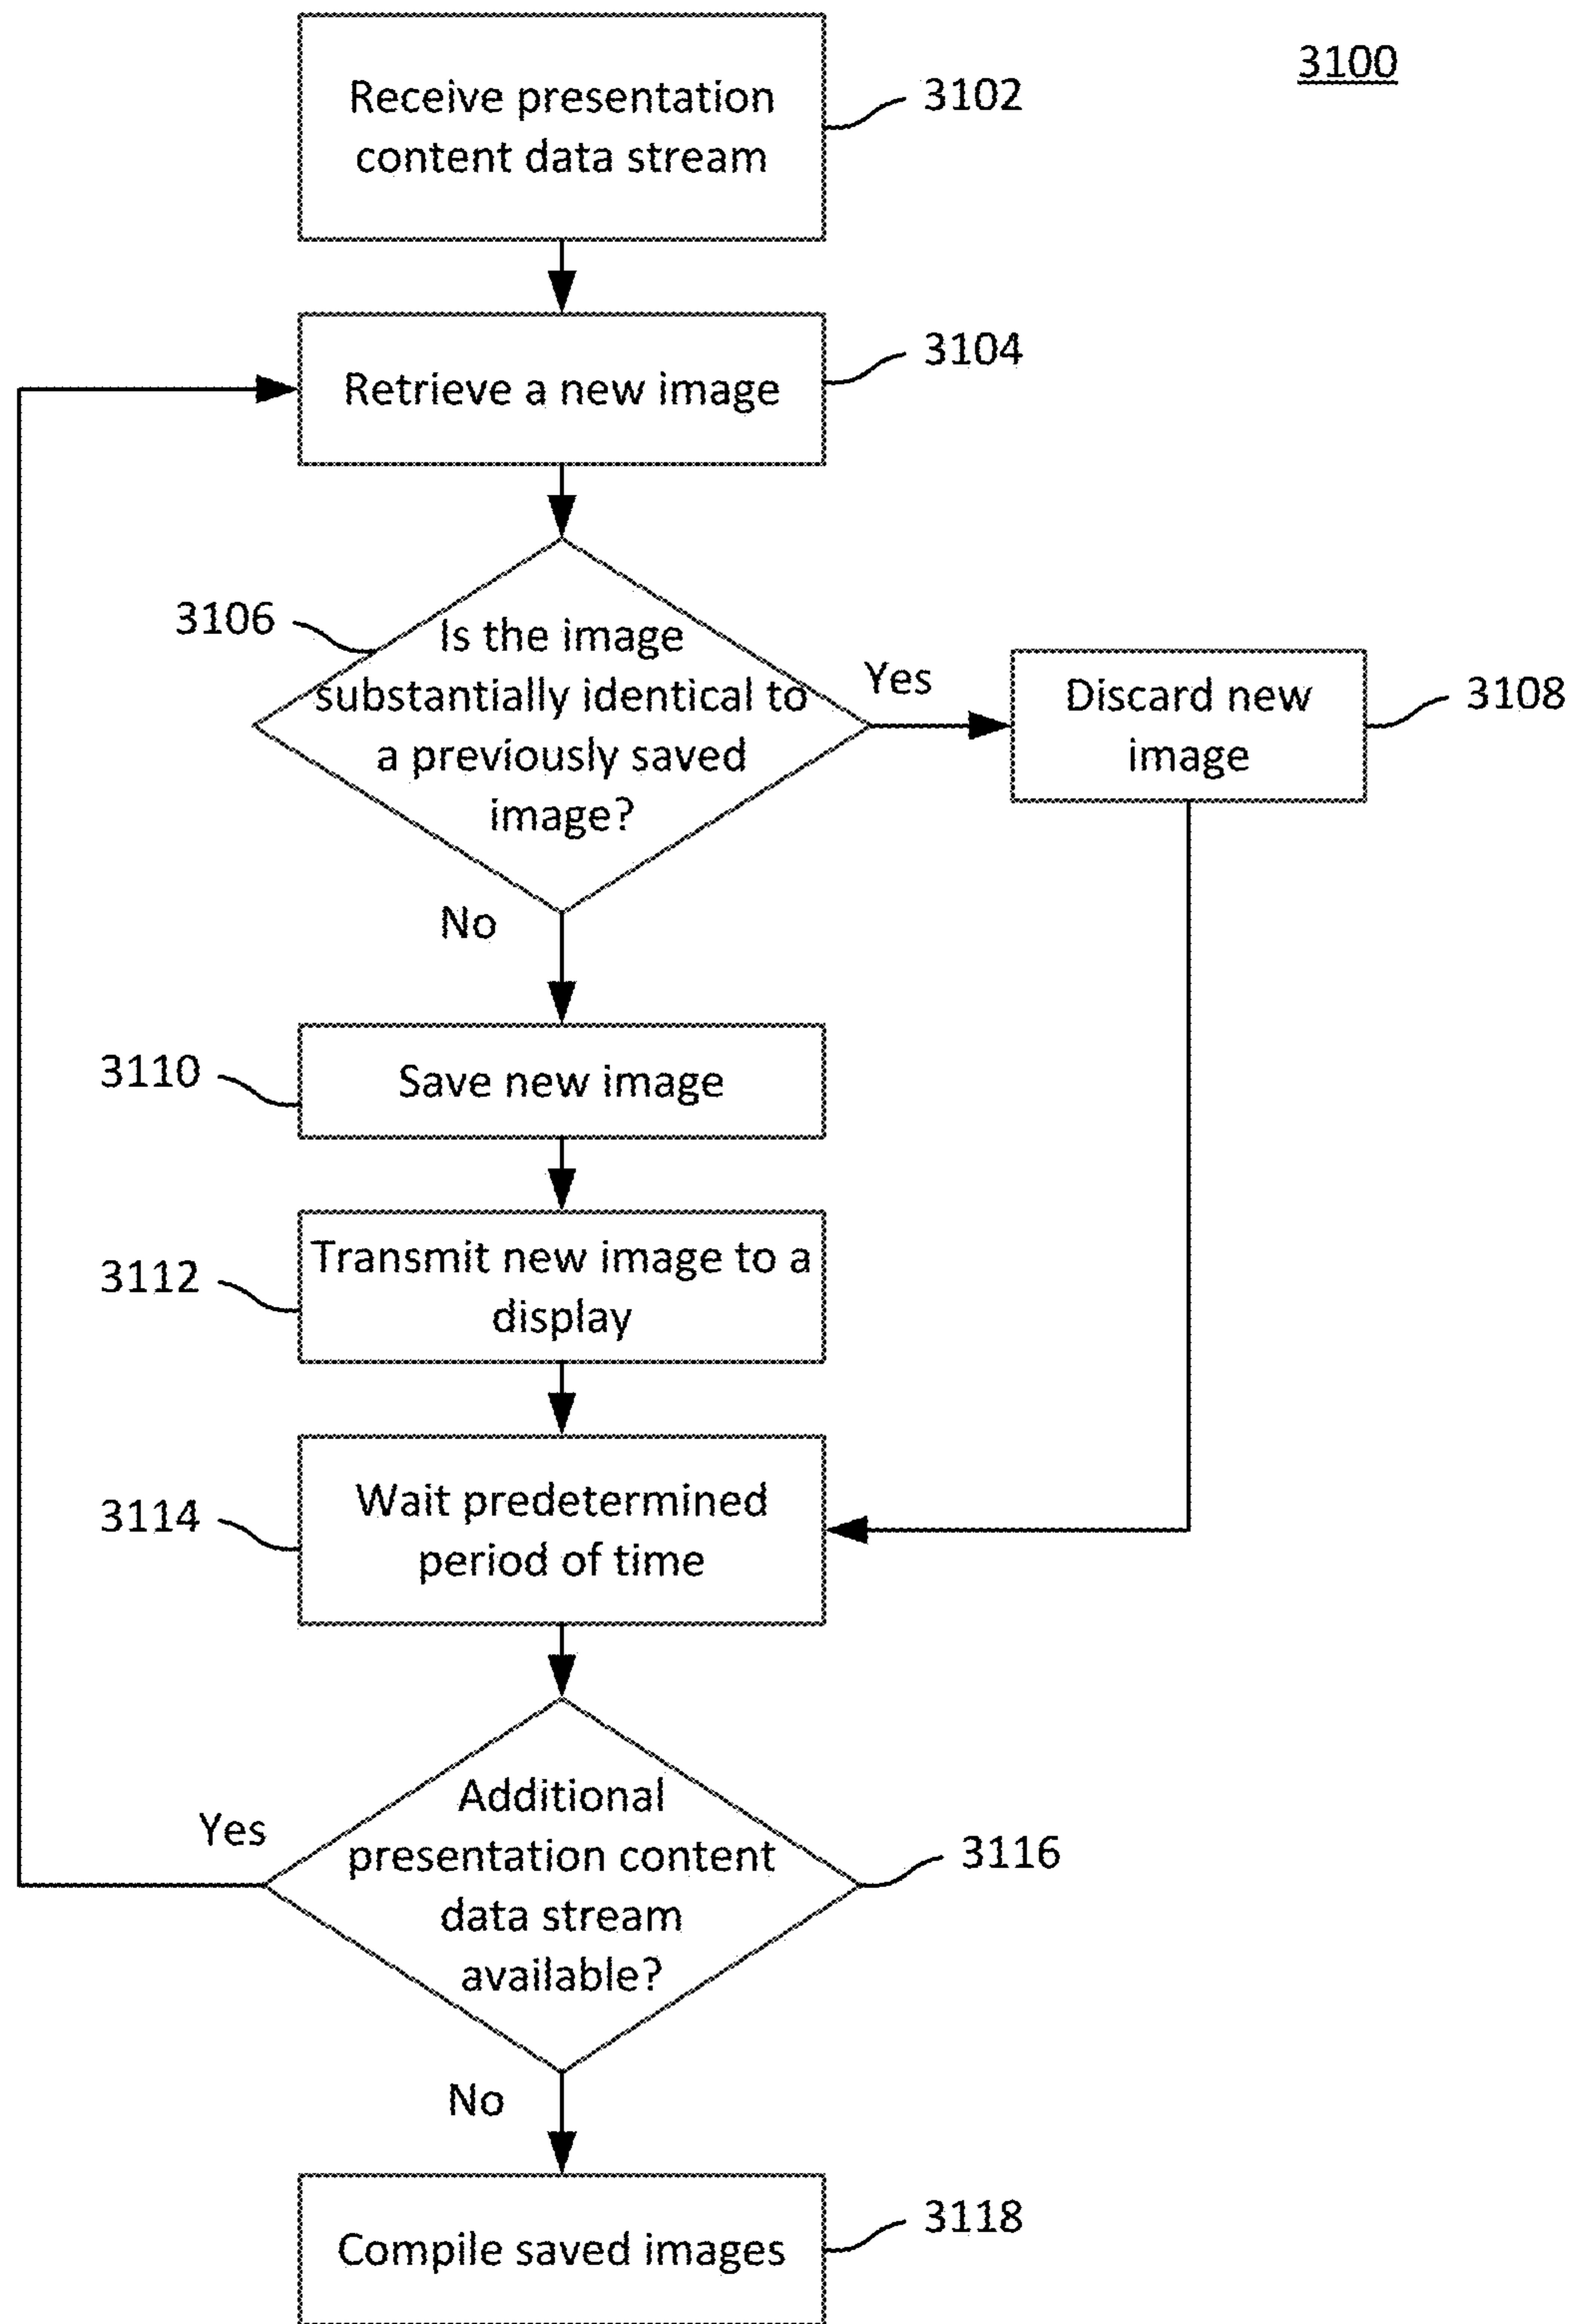 3100
Receive presentation
content data stream
3102
Retrieve a new image
3104
3106
Is the image
substantially identical to
a previously saved
image?
Yes
Discard new
image
3108
No
3110
Save new image
3112
Transmit new image to a
display
3114
Wait predetermined
period of time
Yes
Additional
presentation content
data stream
available?
3116
No
Compile saved images
3118